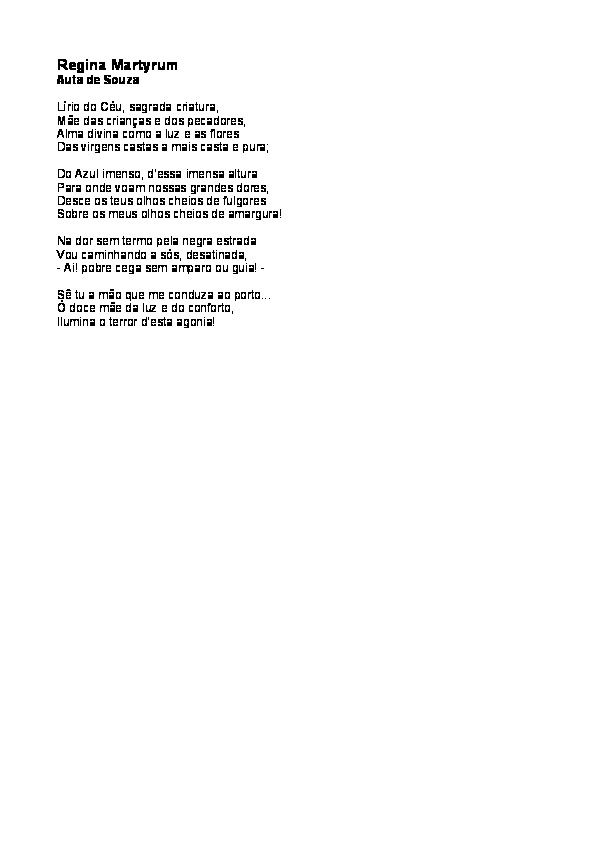 Regina Martyrum
Auta de Souza
Lírio do Céu, sagrada criatura,
Mãe das crianças e dos pecadores,
Alma divina como a luz e as flores
Das virgens castas a mais casta e pura;
Do Azul imenso, d'essa imensa altura
Para onde voam nossas grandes dores,
Desce os teus olhos cheios de fulgores
Sobre os meus olhos cheios de amargura!
Na dor sem termo pela negra estrada
Vou caminhando a sós, desatinada,
- Ai! pobre cega sem amparo ou guia! -
Sê tu a mão que me conduza ao porto...
Ó doce mãe da luz e do conforto,
Ilumina o terror d'esta agonia!